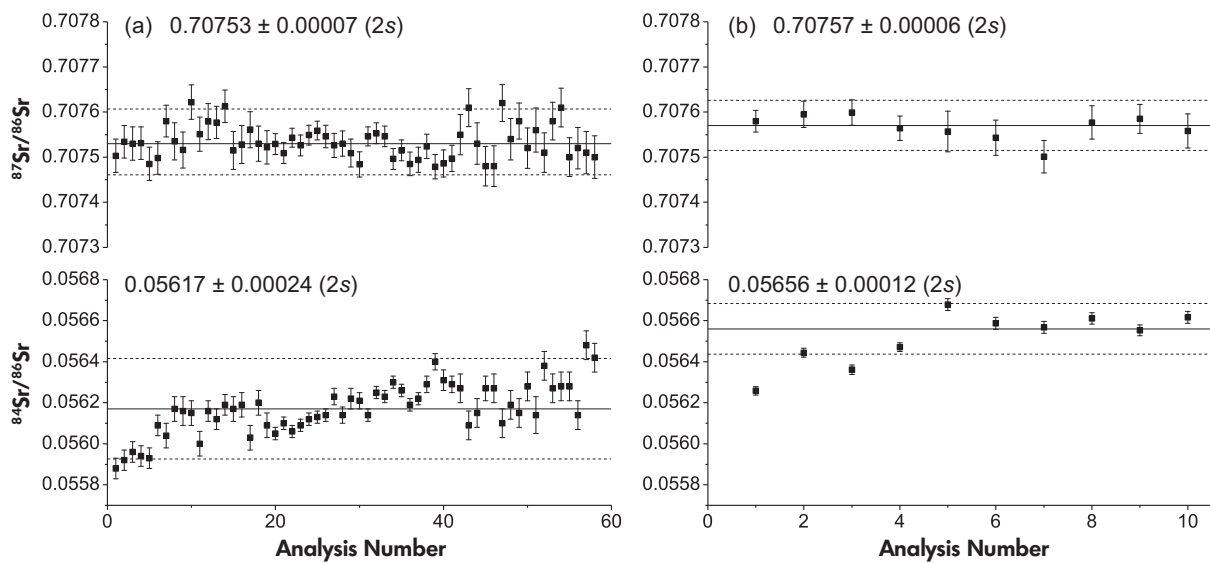 (a) 0.70753 ± 0.00007 (2s)
0.7078
0.7077
0.7076
0.7075
0.7074
0.7073
87Sr/86Sr
(b) 0.70757 ± 0.00006 (2s)
0.7078
0.7077
0.7076
0.7075
0.7074
0.7073
0.05617 ± 0.00024 (2s)
0.0568
0.0566
0.0564
0.0562
0.0560
0.0558
84Sr/86Sr
0 20 40 60
Analysis Number
0.05656 ± 0.00012 (2s)
0.0568
0.0566
0.0564
0.0562
0.0560
0.0558
0 2 4 6 8 10
Analysis Number